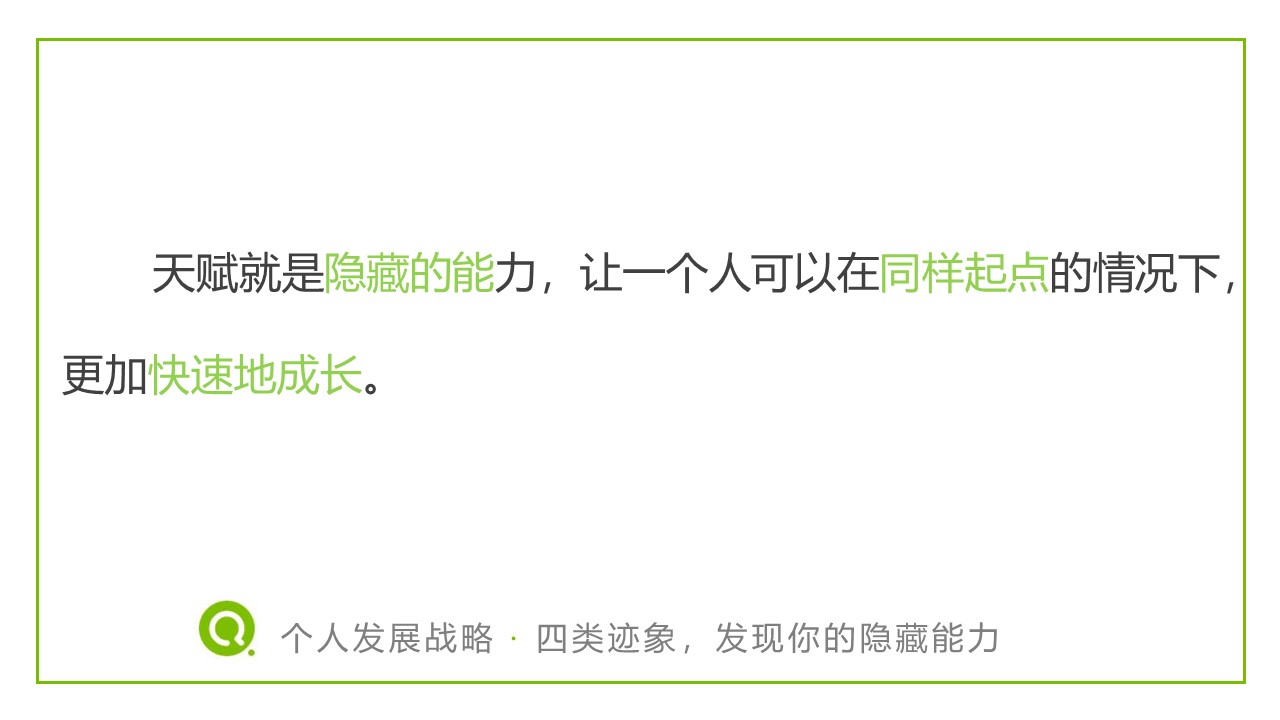 天赋就是隐藏的能力，让一个人可以在同样起点的情况下，
更加快速地成长。
个人发展战略 · 四类迹象，发现你的隐藏能力